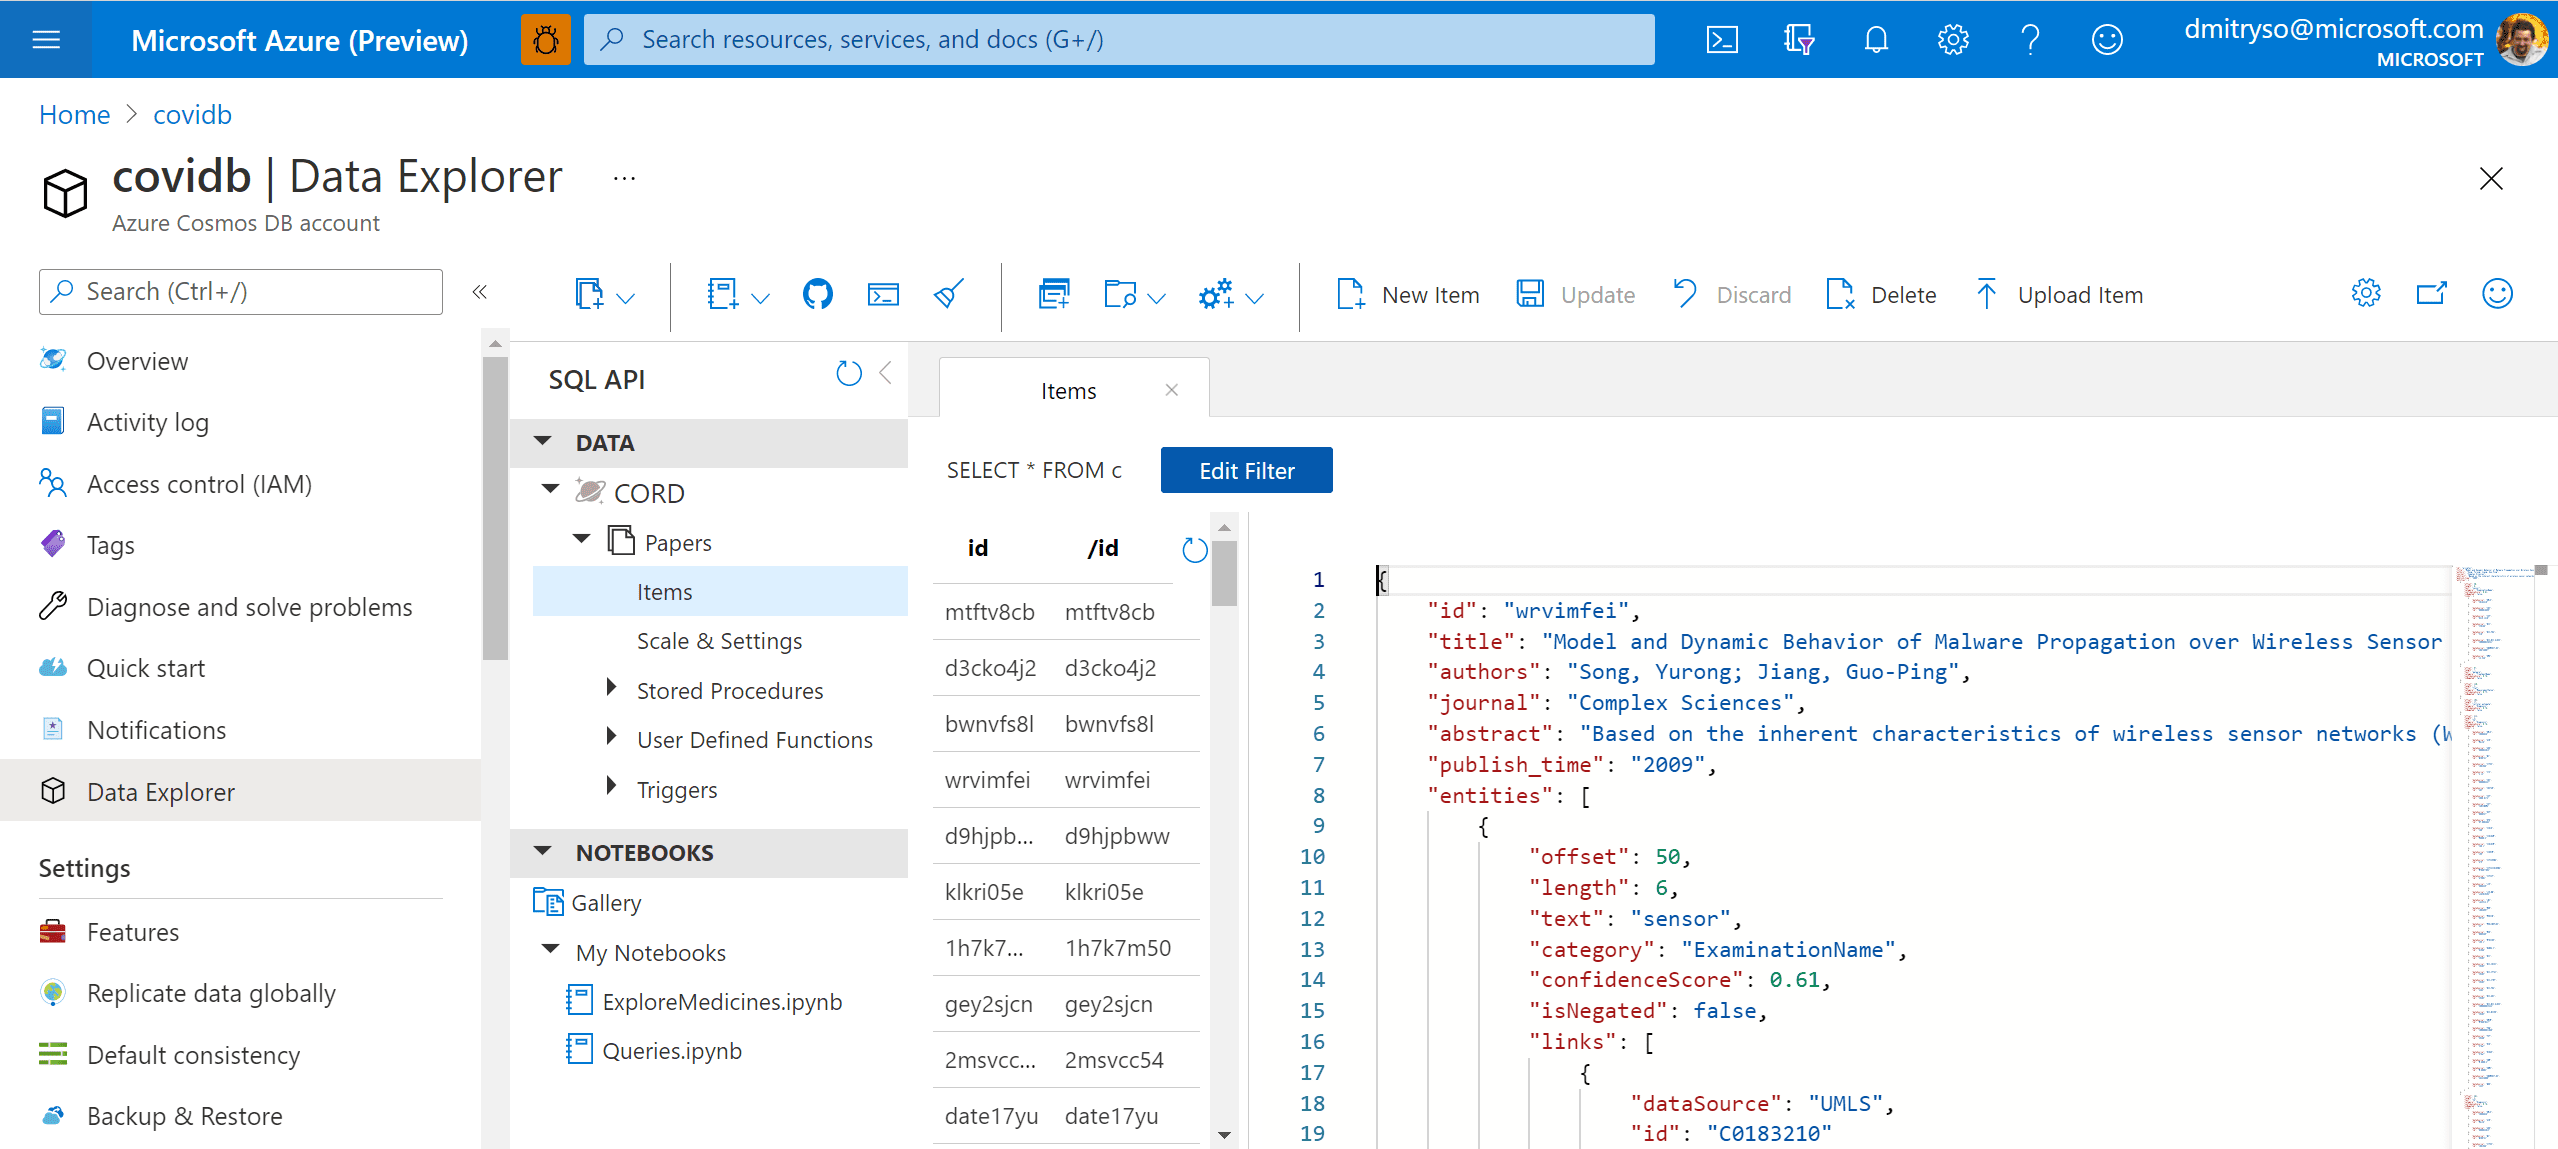 Microsoft Azure (Preview)
Search resources, services, and docs (G+/)
dmitryso@microsoft.com
MICROSOFT
Home > covidb
covidb | Data Explorer ...
Azure Cosmos DB account
Search (Ctrl+/)
«
New Item
Update
Discard
Delete
Upload Item
Overview
Activity log
Access control (IAM)
Tags
Diagnose and solve problems
Quick start
Notifications
Data Explorer
Settings
Features
Replicate data globally
Default consistency
Backup & Restore
SQL API
DATA
CORD
Papers
Items
Scale & Settings
Stored Procedures
User Defined Functions
Triggers
NOTEBOOKS
Gallery
My Notebooks
ExploreMedicines.ipynb
Queries.ipynb
Items
SELECT * FROM c
Edit Filter
id /id
mtftv8cb mtftv8cb
d3cko4j2 d3cko4j2
bwnvfs8l bwnvfs8l
wrvimfei wrvimfei
d9hjpb... d9hjpbww
klkri05e klkri05e
1h7k7... 1h7k7m50
gey2sjcn gey2sjcn
2msvcc... 2msvcc54
date17yu date17yu
1 {
2 "id": "wrvimfei",
3 "title": "Model and Dynamic Behavior of Malware Propagation over Wireless Sensor
4 "authors": "Song, Yurong; Jiang, Guo-Ping",
5 "journal": "Complex Sciences",
6 "abstract": "Based on the inherent characteristics of wireless sensor networks (W
7 "publish_time": "2009",
8 "entities": [
9 {
10 "offset": 50,
11 "length": 6,
12 "text": "sensor",
13 "category": "ExaminationName",
14 "confidenceScore": 0.61,
15 "isNegated": false,
16 "links": [
17 {
18 "dataSource": "UMLS",
19 "id": "C0183210"